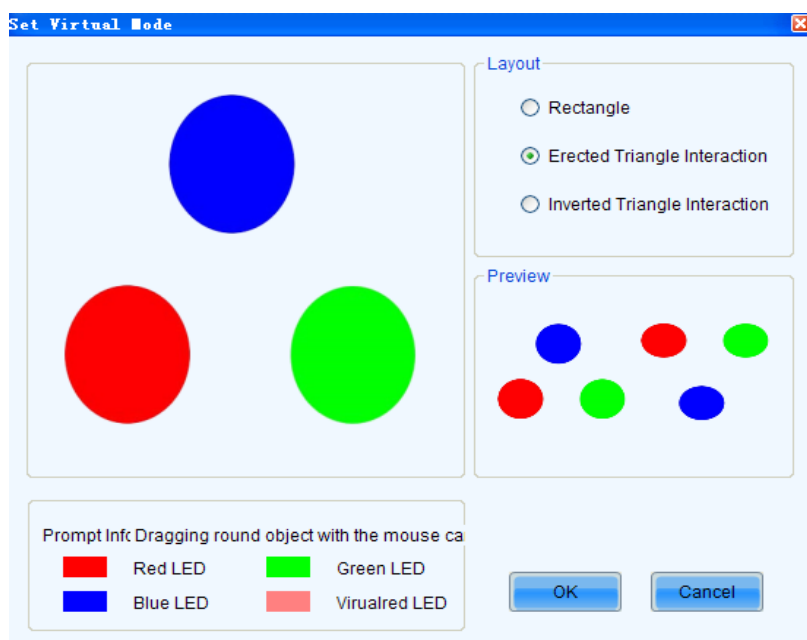 Set Virtual Mode
Layout
Rectangle
Erected Triangle Interaction
Inverted Triangle Interaction
Preview
Prompt Info Dragging round object with the mouse ca
Red LED
Green LED
Blue LED
Virualred LED
OK
Cancel